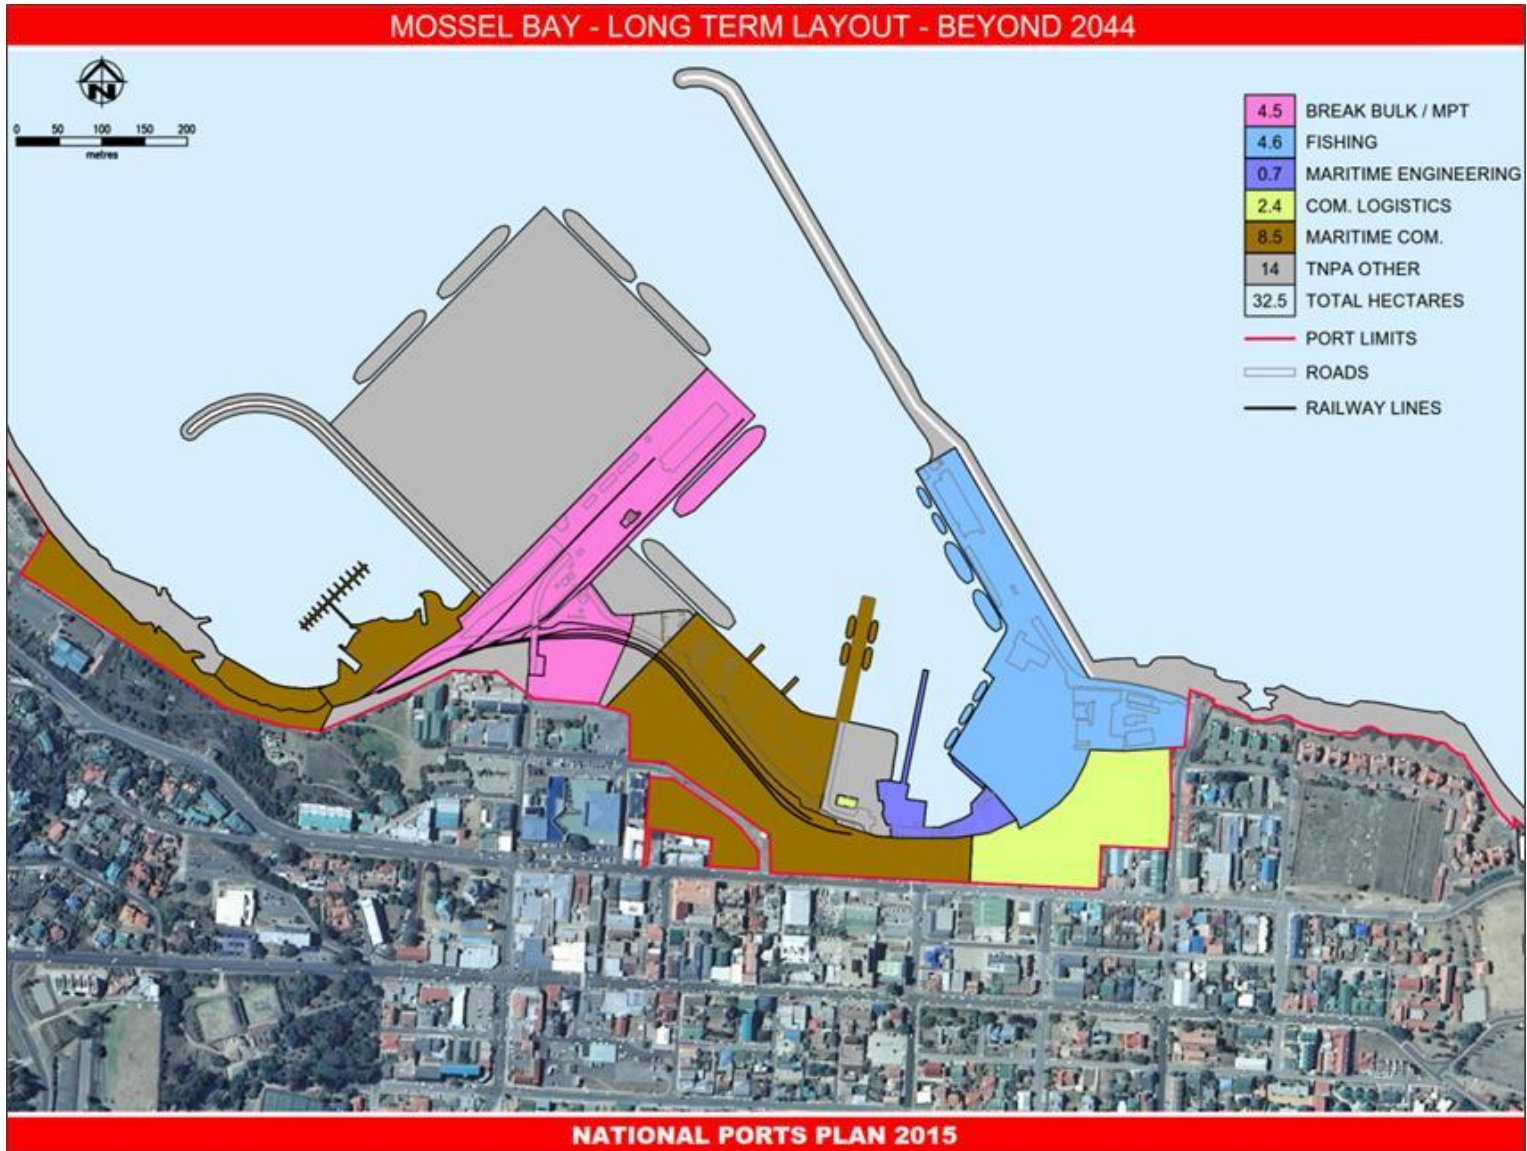 MOSSEL BAY - LONG TERM LAYOUT - BEYOND 2044
N
0 50 100 150 200
metres
4.5 BREAK BULK / MPT
4.6 FISHING
0.7 MARITIME ENGINEERING
2.4 COM. LOGISTICS
8.5 MARITIME COM.
14 TNPA OTHER
32.5 TOTAL HECTARES
PORT LIMITS
ROADS
RAILWAY LINES
NATIONAL PORTS PLAN 2015